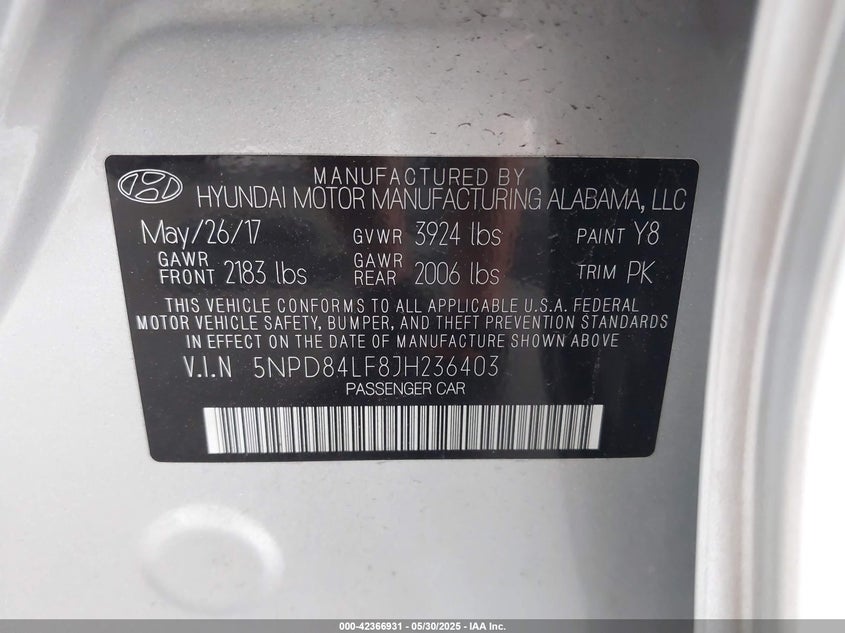 MANUFACTURED BY
HYUNDAI MOTOR MANUFACTURING ALABAMA, LLC
May/26/17 GVWR 3924 lbs PAINT Y8
GAWR FRONT 2183 lbs GAWR REAR 2006 lbs TRIM PK
THIS VEHICLE CONFORMS TO ALL APPLICABLE U.S.A. FEDERAL
MOTOR VEHICLE SAFETY, BUMPER, AND THEFT PREVENTION STANDARDS
IN EFFECT ON THE DATE OF MANUFACTURE SHOWN ABOVE
V.I.N 5NPD84LF8JH236403
PASSENGER CAR
000-42366931 - 05/30/2025 - IAA Inc.